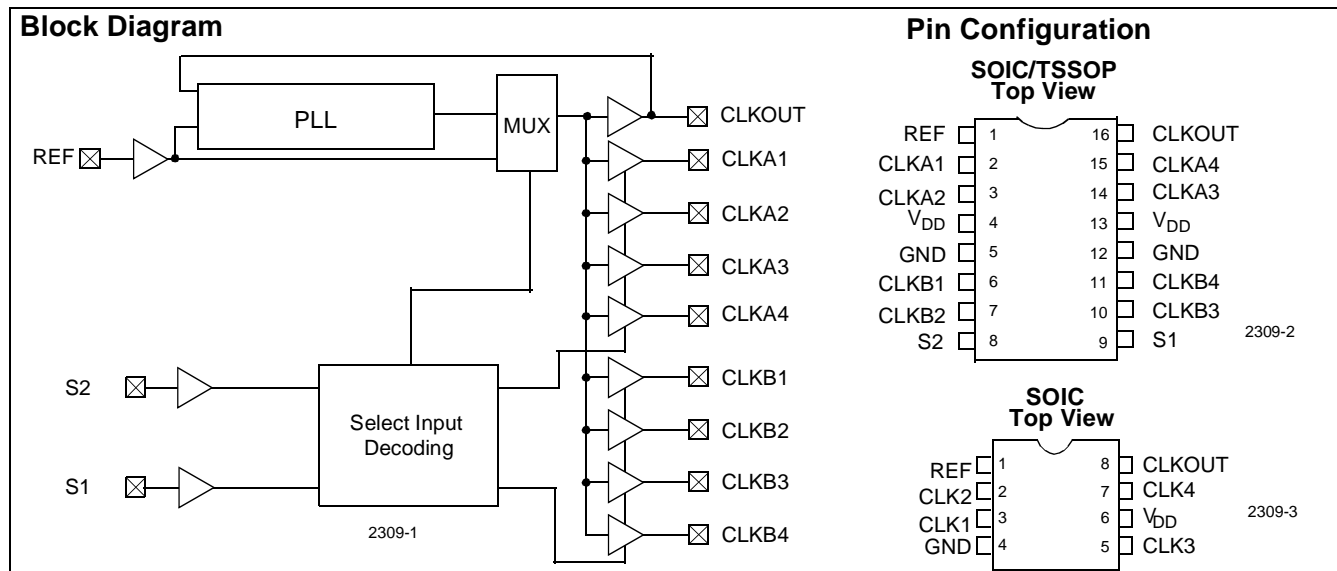 Block Diagram
PLL
MUX
REF
CLKOUT
CLKA1
CLKA2
CLKA3
CLKA4
S2
S1
Select Input
Decoding
CLKB1
CLKB2
CLKB3
CLKB4
2309-1
Pin Configuration
SOIC/TSSOP
Top View
REF 1 16 CLKOUT
CLKA1 2 15 CLKA4
CLKA2 3 14 CLKA3
VDD 4 13 VDD
GND 5 12 GND
CLKB1 6 11 CLKB4
CLKB2 7 10 CLKB3
S2 8 9 S1
2309-2
SOIC
Top View
REF 1 8 CLKOUT
CLK2 2 7 CLK4
CLK1 3 6 VDD
GND 4 5 CLK3
2309-3